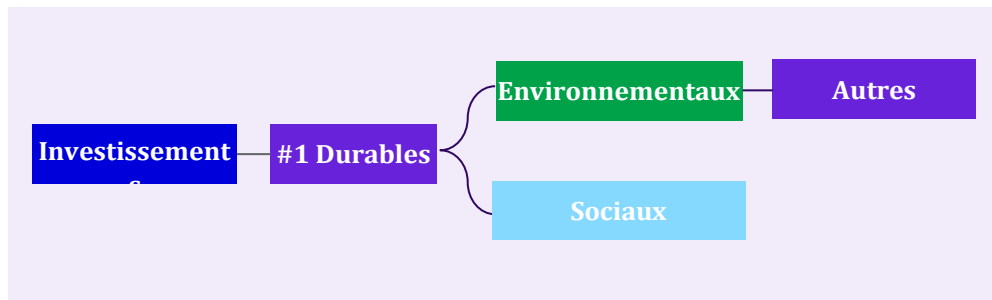 Investissement
s
#1 Durables
Environnementaux
Autres
Sociaux